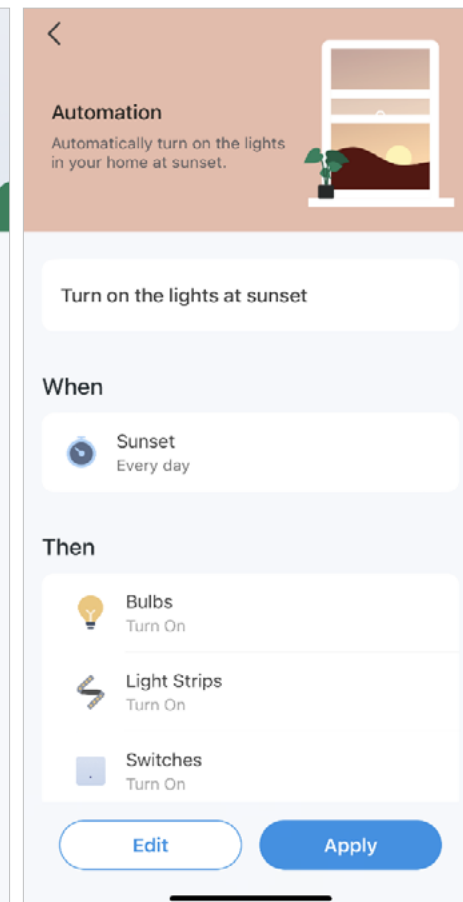 Automation
Automatically turn on the lights
in your home at sunset.
Turn on the lights at sunset
When
Sunset
Every day
Then
Bulbs
Turn On
Light Strips
Turn On
Switches
Turn On
Edit
Apply